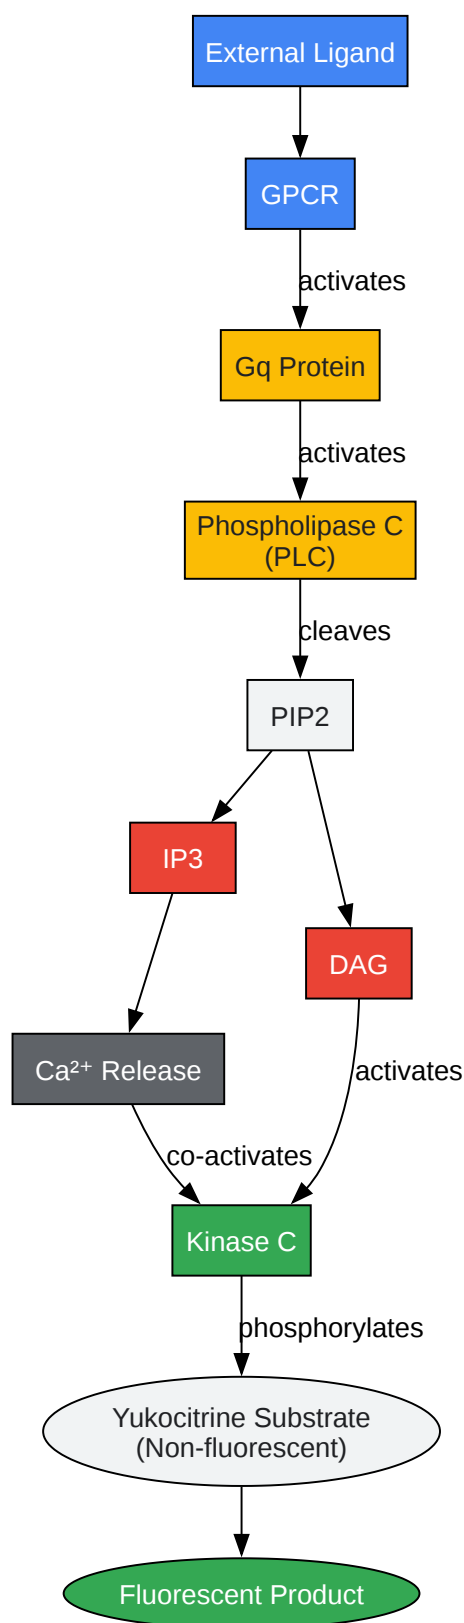 External Ligand
GPCR
activates
Gq Protein
activates
Phospholipase C
(PLC)
cleaves
PIP2
IP3
DAG
Ca²⁺ Release
activates
co-activates
Kinase C
phosphorylates
Yukocitrine Substrate
(Non-fluorescent)
Fluorescent Product